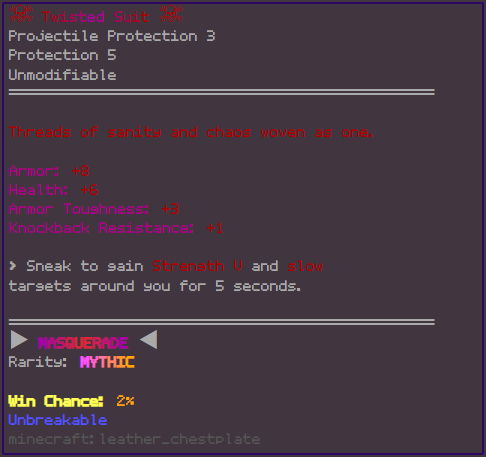 Twisted Suit
Projectile Protection 3
Protection 5
Unmodifiable
Threads of sanity and chaos woven as one.
Armor: +8
Health: +6
Armor Toughness: +3
Knockback Resistance: +1
> Sneak to gain Strength V and slow
targets around you for 5 seconds.
▶ MASQUERADE ◀
Rarity: MYTHIC
Win Chance: 2%
Unbreakable
minecraft:leather_chestplate